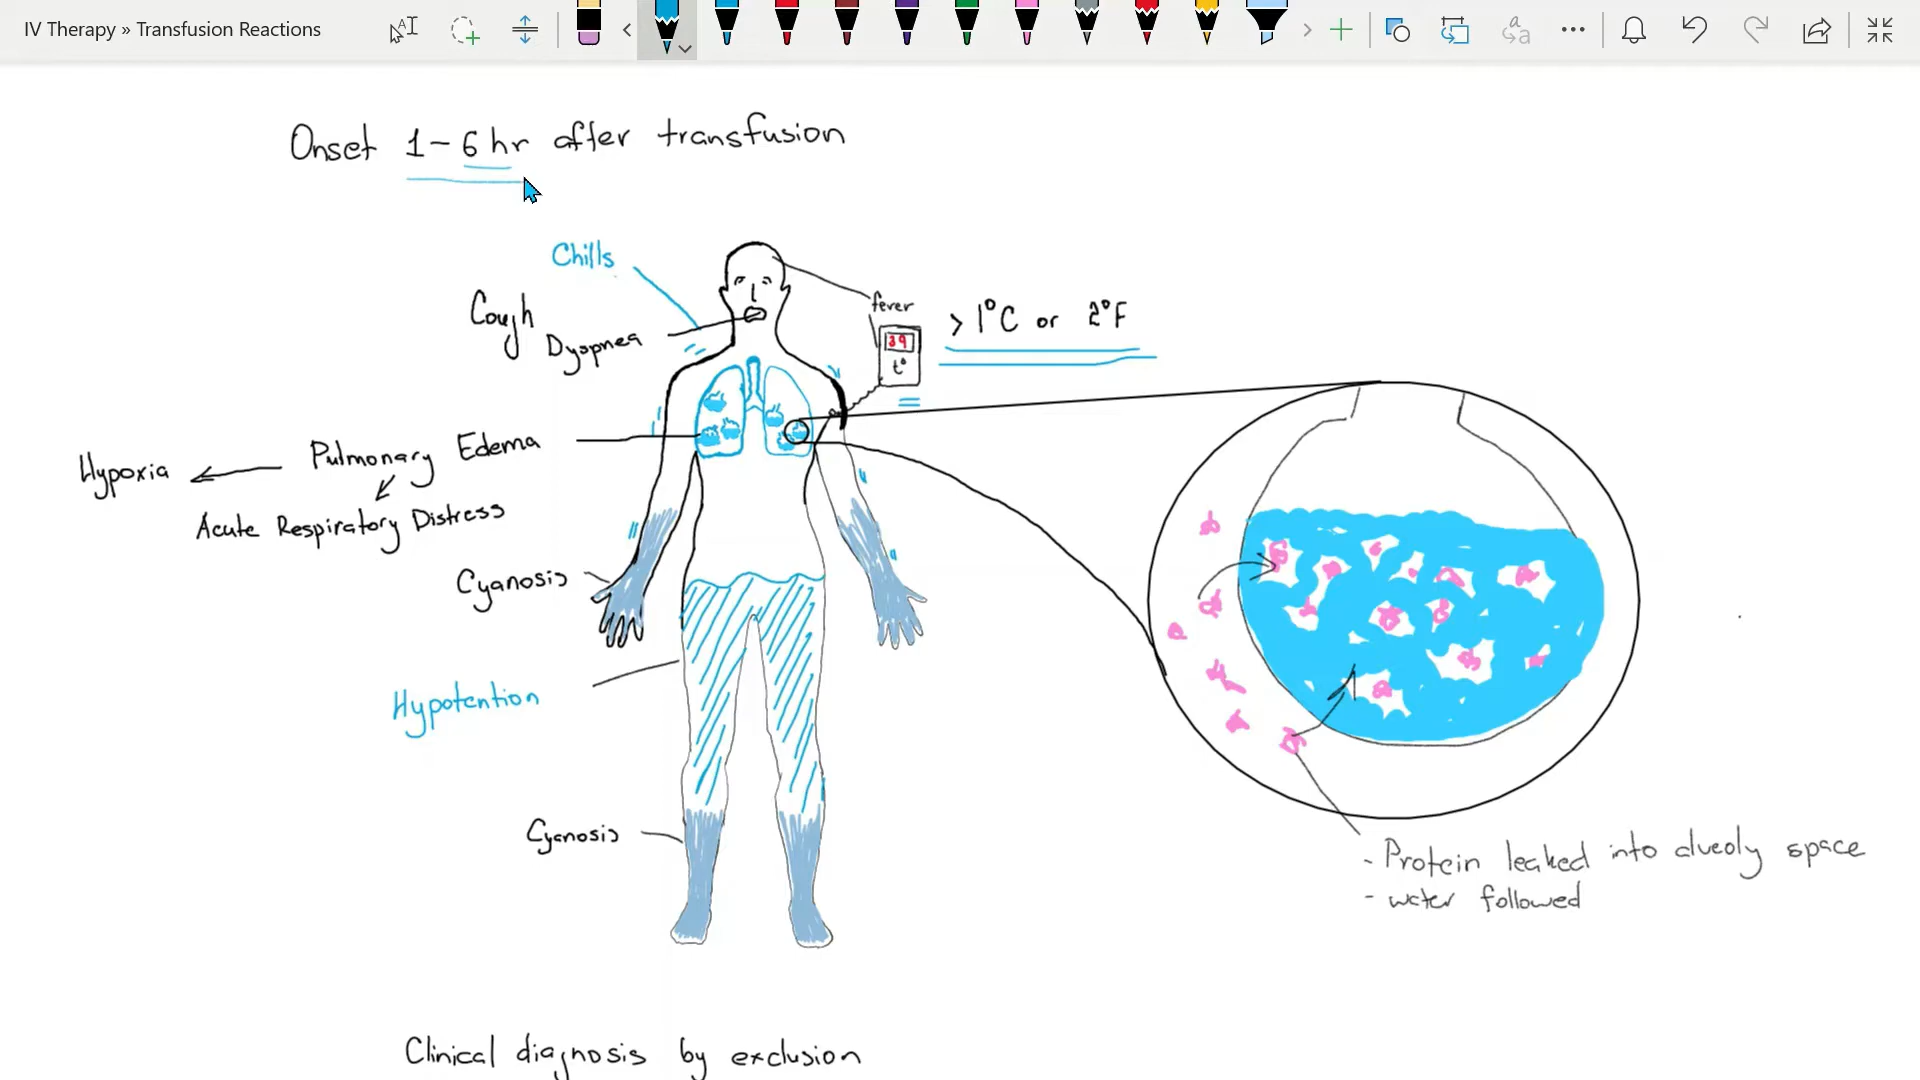 IV Therapy » Transfusion Reactions
Onset 1-6 hr after transfusion
Chills
Cough
Dyspnea
fever
39
t°
> 1°C or 2°F
Pulmonary Edema
Hypoxia
Acute Respiratory Distress
Cyanosis
Hypotention
Cyanosis
- Protein leaked into alveoly space
- water followed
Clinical diagnosis by exclusion